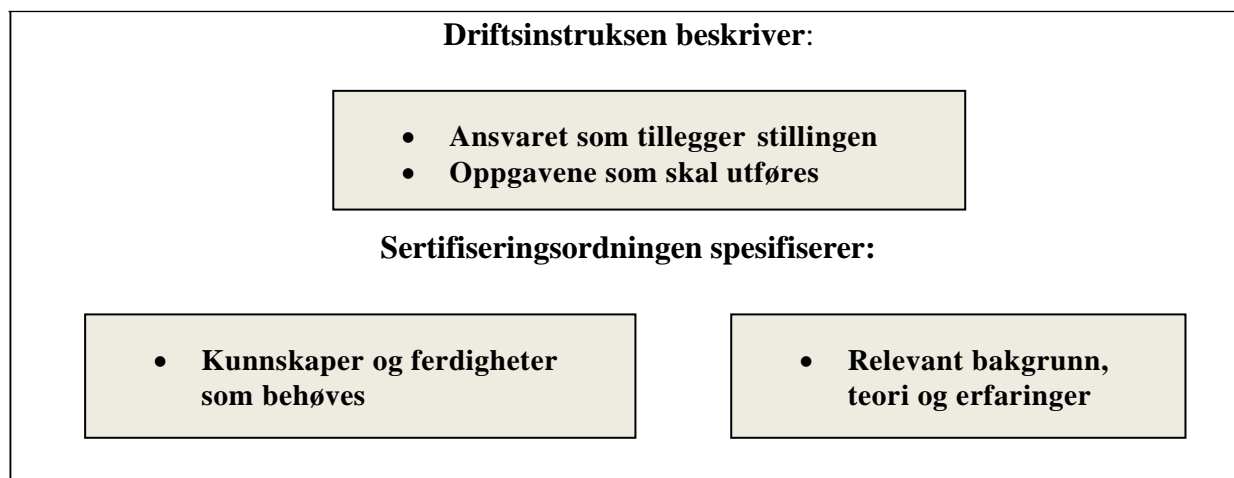 Driftsinstruksen beskriver:
• Ansvaret som tillegger stillingen
• Oppgavene som skal utføres
Sertifiseringsordningen spesifiserer:
• Kunnskaper og ferdigheter
som behøves
• Relevant bakgrunn,
teori og erfaringer